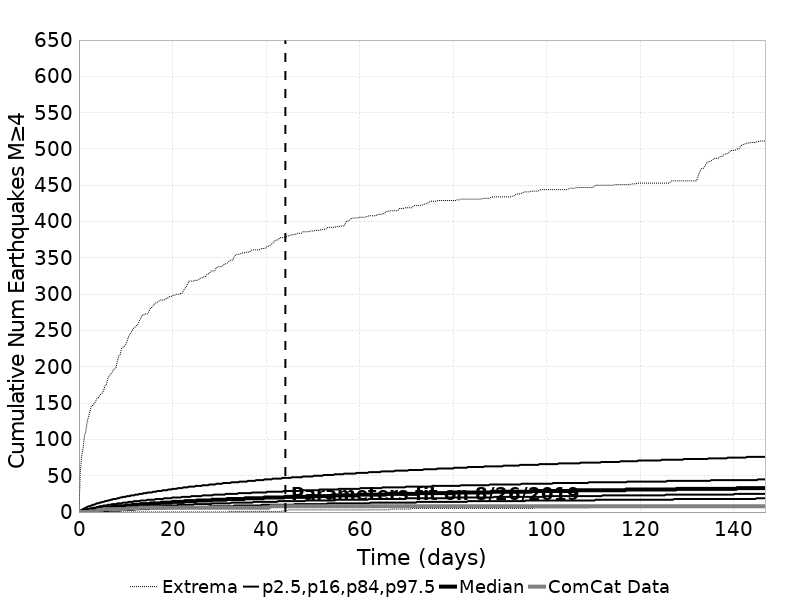 Cumulative Num Earthquakes M≥4
650
600
550
500
450
400
350
300
250
200
150
100
50
0
Parameters fit on 8/26/2019
0 20 40 60 80 100 120 140
Time (days)
Extrema p2.5,p16,p84,p97.5 Median ComCat Data